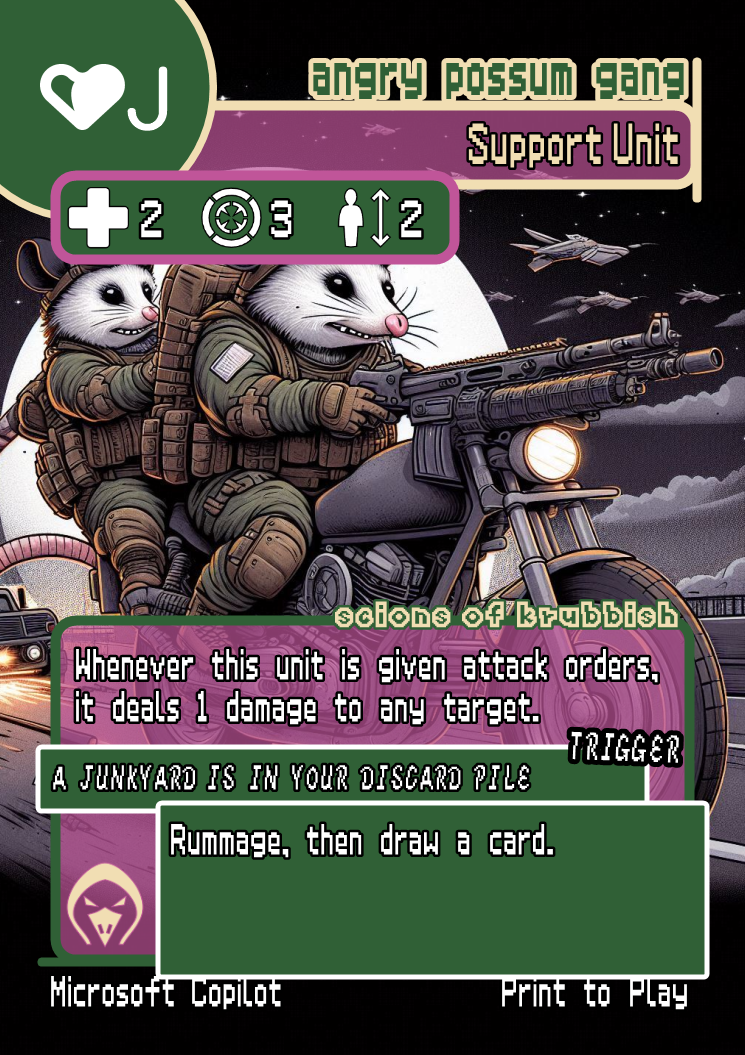 J
angry possum gang
Support Unit
2 3 2
scions of krubbish
Whenever this unit is given attack orders,
it deals 1 damage to any target.
TRIGGER
A JUNKYARD IS IN YOUR DISCARD PILE
Rummage, then draw a card.
Microsoft Copilot
Print to Play